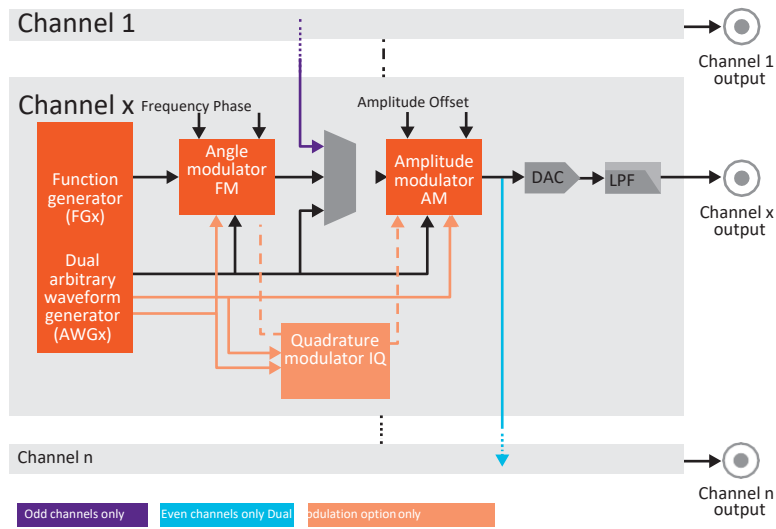 Channel 1
Channel 1
output
Channel x
Frequency Phase
Amplitude Offset
Function
generator
(FGx)
Dual
arbitrary
waveform
generator
(AWGx)
Angle
modulator
FM
Amplitude
modulator
AM
DAC
LPF
Channel x
output
Quadrature
modulator IQ
Channel n
Channel n
output
Odd channels only
Even channels only Dual
odulation option only